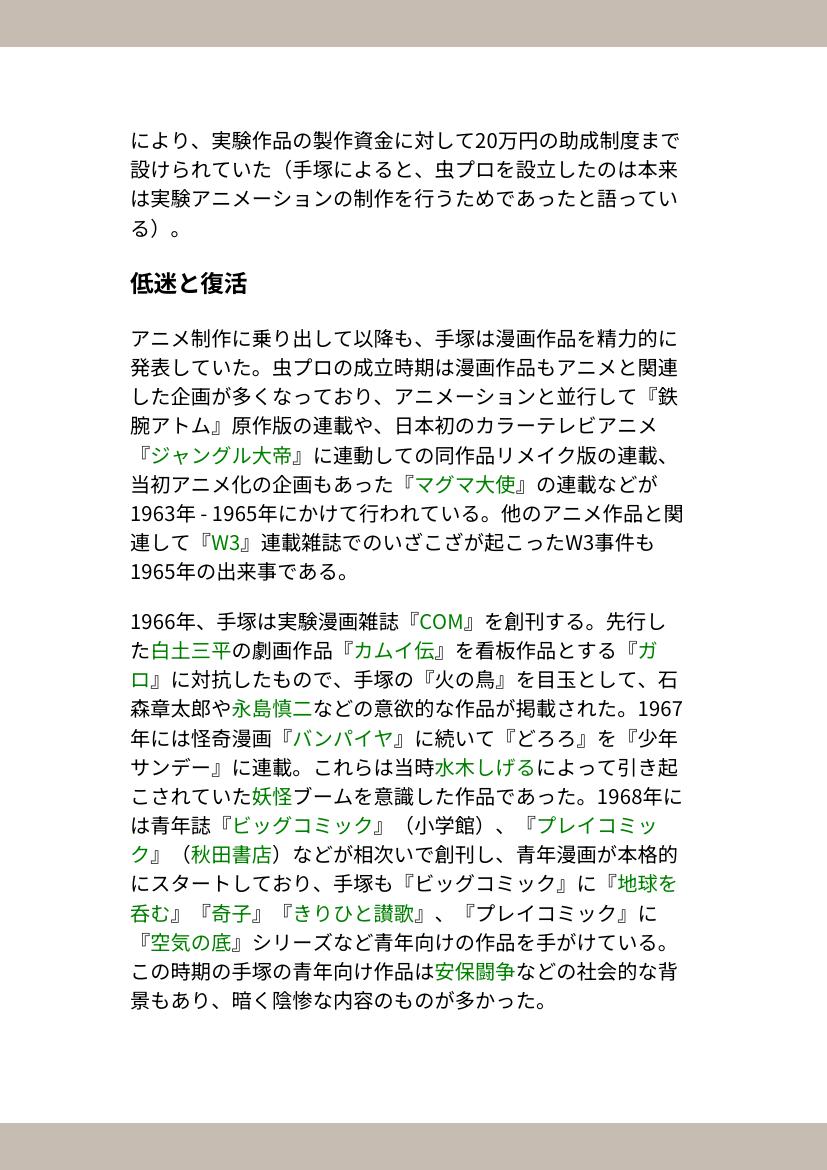 により、実験作品の製作資金に対して20万円の助成制度まで
設けられていた（手塚によると、虫プロを設立したのは本来
は実験アニメーションの制作を行うためであったと語ってい
る）。
低迷と復活
アニメ制作に乗り出して以降も、手塚は漫画作品を精力的に
発表していた。虫プロの成立時期は漫画作品もアニメと関連
した企画が多くなっており、アニメーションと並行して『鉄
腕アトム』原作版の連載や、日本初のカラーテレビアニメ
『ジャングル大帝』に連動しての同作品リメイク版の連載、
当初アニメ化の企画もあった『マグマ大使』の連載などが
1963年 - 1965年にかけて行われている。他のアニメ作品と関
連して『W3』連載雑誌でのいざこざが起こったW3事件も
1965年の出来事である。
1966年、手塚は実験漫画雑誌『COM』を創刊する。先行し
た白土三平の劇画作品『カムイ伝』を看板作品とする『ガ
ロ』に対抗したもので、手塚の『火の鳥』を目玉として、石
森章太郎や永島慎二などの意欲的な作品が掲載された。1967
年には怪奇漫画『バンパイヤ』に続いて『どろろ』を『少年
サンデー』に連載。これらは当時水木しげるによって引き起
こされていた妖怪ブームを意識した作品であった。1968年に
は青年誌『ビッグコミック』（小学館）、『プレイコミッ
ク』（秋田書店）などが相次いで創刊し、青年漫画が本格的
にスタートしており、手塚も『ビッグコミック』に『地球を
呑む』『奇子』『きりひと讃歌』、『プレイコミック』に
『空気の底』シリーズなど青年向けの作品を手がけている。
この時期の手塚の青年向け作品は安保闘争などの社会的な背
景もあり、暗く陰惨な内容のものが多かった。